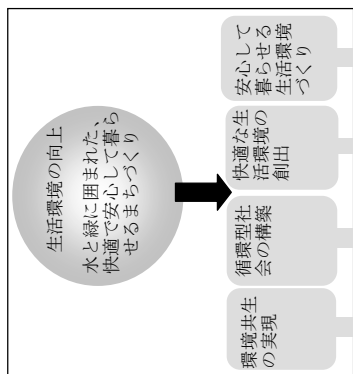 生活環境の向上
水と緑に囲まれた、
快適で安心して暮ら
せるまちづくり
環境共生
の実現
循環型社
会の構築
快適な生
活環境の
創出
安心して
暮らせる
生活環境
づくり